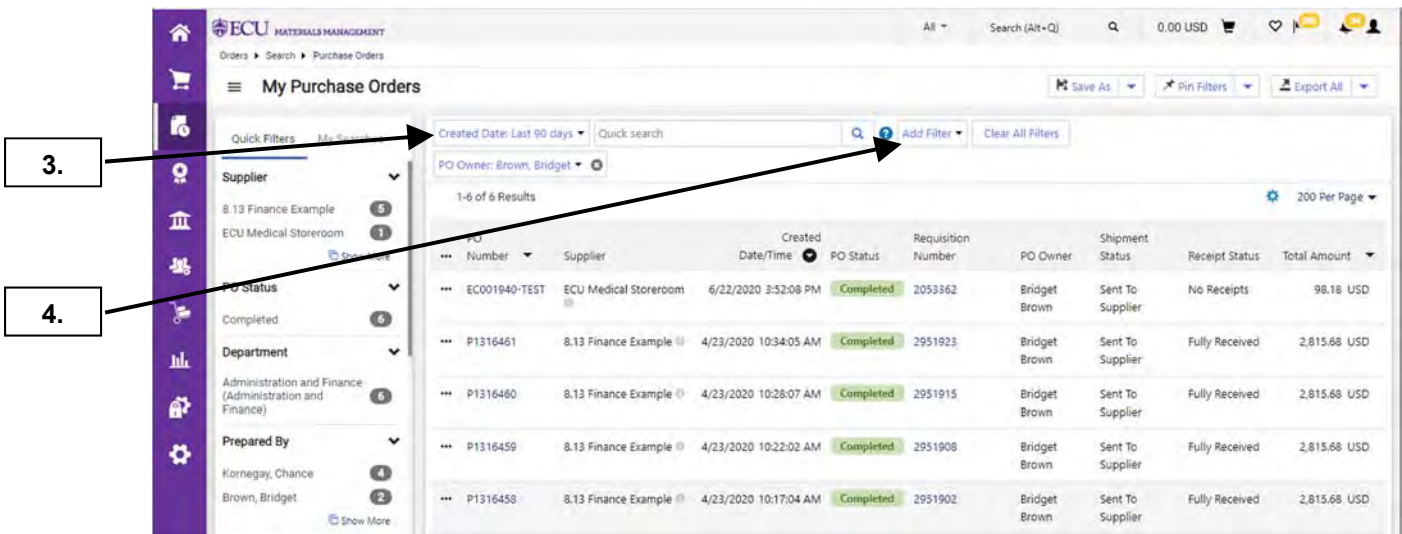 ECU MATERIALS MANAGEMENT
All
Search (Alt+Q)
0.00 USD
Orders Search Purchase Orders
My Purchase Orders
Save As
Pin Filters
Export All
3.
4.
Quick Filters
Created Date: Last 90 days
Quick search
Add Filter
Clear All Filters
PO Owner: Brown, Bridget
1-6 of 6 Results
200 Per Page
Supplier
8.13 Finance Example 5
ECU Medical Storeroom 1
Show More
PO Status
Completed 6
Department
Administration and Finance
(Administration and
Finance) 6
Prepared By
Kornegay, Chance 4
Brown, Bridget 2
Show More
PO Number Supplier Created Date/Time PO Status Requisition Number PO Owner Shipment Status Receipt Status Total Amount
EC001940-TEST ECU Medical Storeroom 6/22/2020 3:52:08 PM Completed 2053362 Bridget Brown Sent To Supplier No Receipts 98.18 USD
P1316461 8.13 Finance Example 4/23/2020 10:34:05 AM Completed 2951923 Bridget Brown Sent To Supplier Fully Received 2,815.68 USD
P1316460 8.13 Finance Example 4/23/2020 10:28:07 AM Completed 2951915 Bridget Brown Sent To Supplier Fully Received 2,815.68 USD
P1316459 8.13 Finance Example 4/23/2020 10:22:02 AM Completed 2951908 Bridget Brown Sent To Supplier Fully Received 2,815.68 USD
P1316458 8.13 Finance Example 4/23/2020 10:17:04 AM Completed 2951902 Bridget Brown Sent To Supplier Fully Received 2,815.68 USD